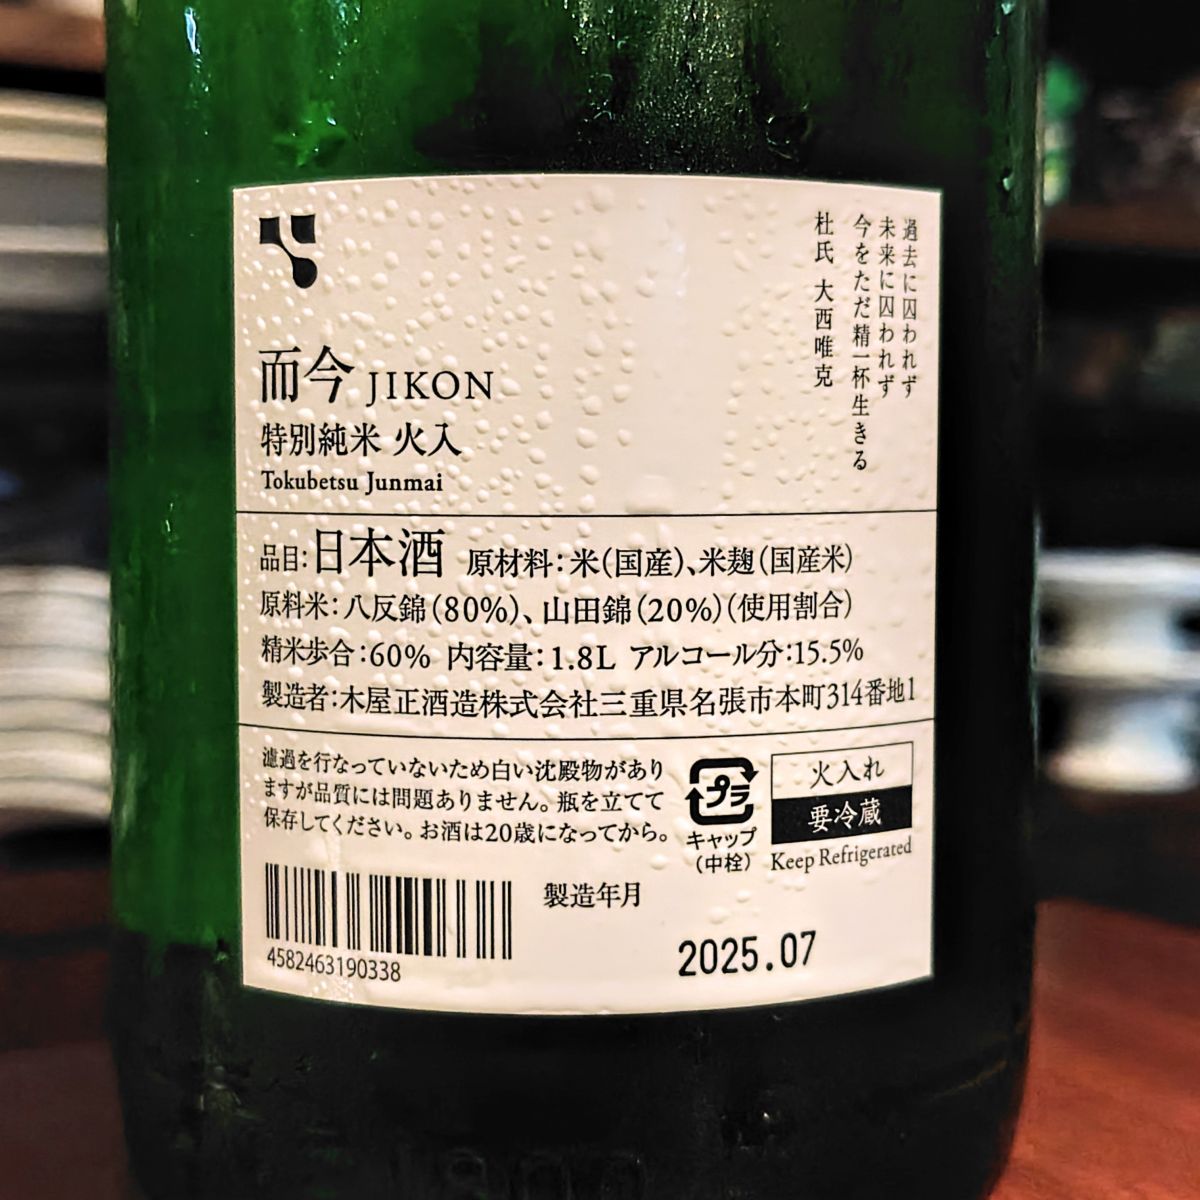 過去に囚われず
未来に囚われず
今をただ精一杯生きる
杜氏 大西唯克
而今 JIKON
特別純米 火入
Tokubetsu Junmai
品目:日本酒 原材料:米(国産)、米麹(国産米)
原料米:八反錦(80%)、山田錦(20%)(使用割合)
精米歩合:60% 内容量:1.8L アルコール分:15.5%
製造者:木屋正酒造株式会社三重県名張市本町314番地1
濾過を行なっていないため白い沈殿物があり
ますが品質には問題ありません。瓶を立てて
保存してください。お酒は20歳になってから。
プラ
キャップ
(中栓)
火入れ
要冷蔵
Keep Refrigerated
4582463190338
製造年月
2025.07